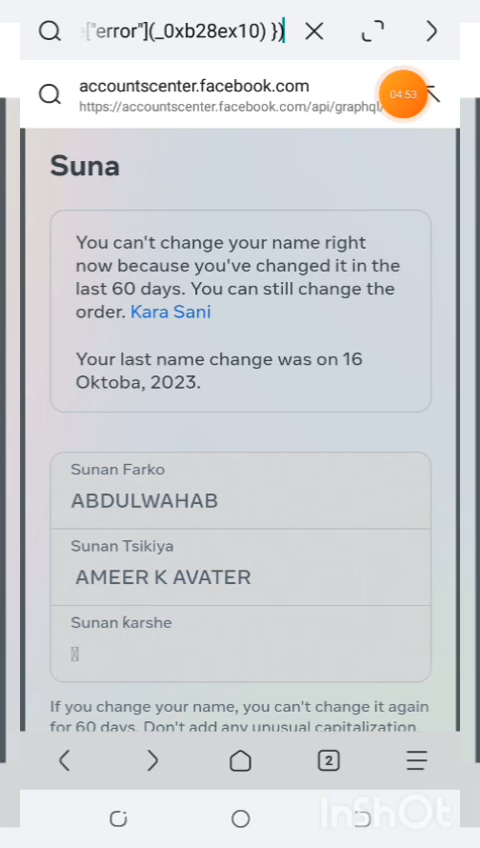 ["error"](_0xb28ex10) })
accountscenter.facebook.com
https://accountscenter.facebook.com/api/graphql/
04:53
Suna
You can't change your name right
now because you've changed it in the
last 60 days. You can still change the
order. Kara Sani
Your last name change was on 16
Oktoba, 2023.
Sunan Farko
ABDULWAHAB
Sunan Tsikiya
AMEER K AVATER
Sunan ƙarshe
If you change your name, you can't change it again
for 60 days. Don't add any unusual capitalization,
2
InShOt